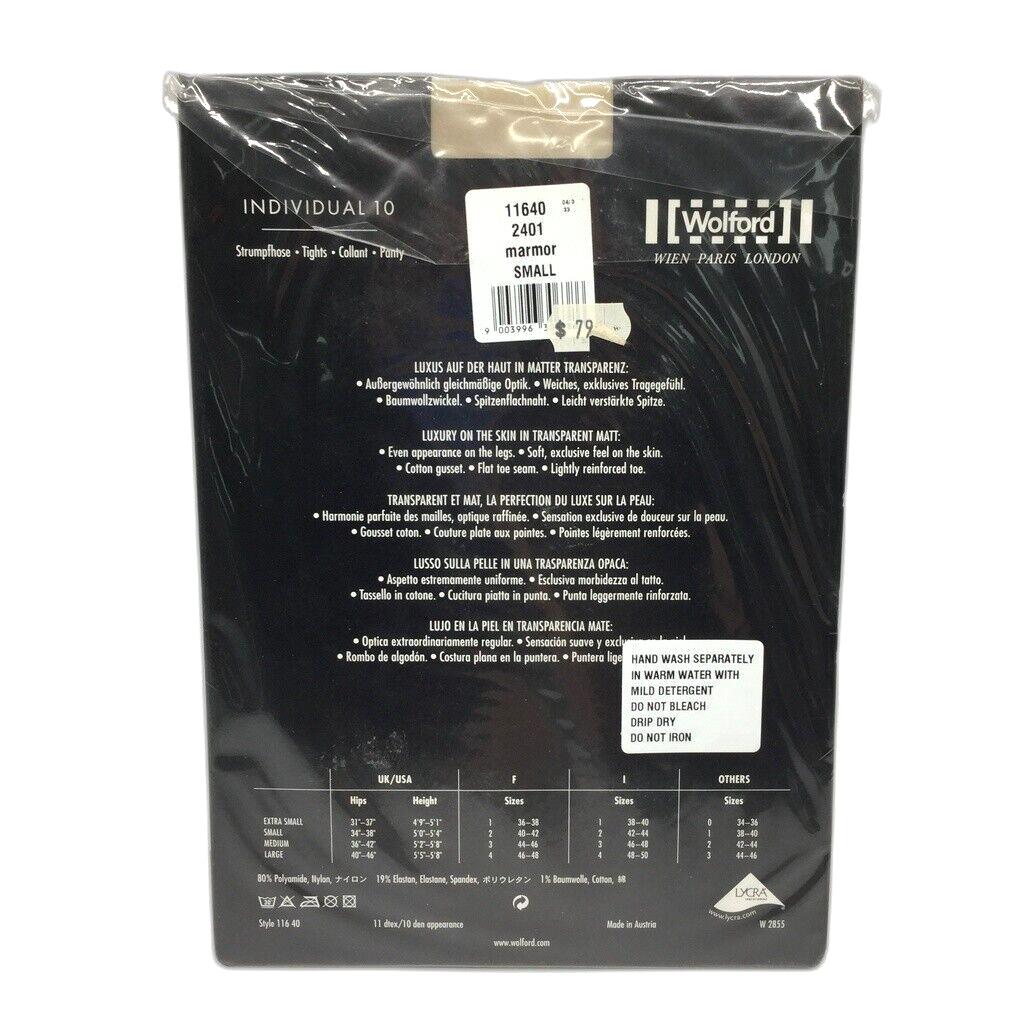 INDIVIDUAL 10
Strumpfhose • Tights • Collant • Panty
11640
2401
marmor
SMALL
9 003996
$ 79
Wolford
WIEN PARIS LONDON
LUXUS AUF DER HAUT IN MATTER TRANSPARENZ:
• Außergewöhnlich gleichmäßige Optik. • Weiches, exklusives Tragegefühl.
• Baumwollzwickel. • Spitzenflachnaht. • Leicht verstärkte Spitze.
LUXURY ON THE SKIN IN TRANSPARENT MATT:
• Even appearance on the legs. • Soft, exclusive feel on the skin.
• Cotton gusset. • Flat toe seam. • Lightly reinforced toe.
TRANSPARENT ET MAT, LA PERFECTION DU LUXE SUR LA PEAU:
• Harmonie parfaite des mailles, optique raffinée. • Sensation exclusive de douceur sur la peau.
• Gousset coton. • Couture plate aux pointes. • Pointes légèrement renforcées.
LUSSO SULLA PELLE IN UNA TRASPARENZA OPACA:
• Aspetto estremamente uniforme. • Esclusiva morbidezza al tatto.
• Tassello in cotone. • Cucitura piatta in punta. • Punta leggermente rinforzata.
LUJO EN LA PIEL EN TRANSPARENCIA MATE:
• Optica extraordinariamente regular. • Sensación suave y
• Rombo de algodón. • Costura plana en la puntera. • Puntera
HAND WASH SEPARATELY
IN WARM WATER WITH
MILD DETERGENT
DO NOT BLEACH
DRIP DRY
DO NOT IRON
UK/USA F I OTHERS
Hips Height Sizes Sizes Sizes
EXTRA SMALL 31"–37" 4'9"–5'1" 1 36–38 1 38–40 0 34–36
SMALL 34"–38" 5'0"–5'4" 2 40–42 2 42–44 1 38–40
MEDIUM 36"–42" 5'2"–5'8" 3 44–46 3 46–48 2 42–44
LARGE 40"–46" 5'5"–5'8" 4 46–48 4 48–50 3 44–46
80% Polyamide, Nylon, ナイロン 19% Elastan, Elastane, Spandex, ポリウレタン 1% Baumwolle, Cotton, 綿
LYCRA
www.lycra.com
Style 116 40 11 dtex/10 den appearance Made in Austria W 2855
www.wolford.com